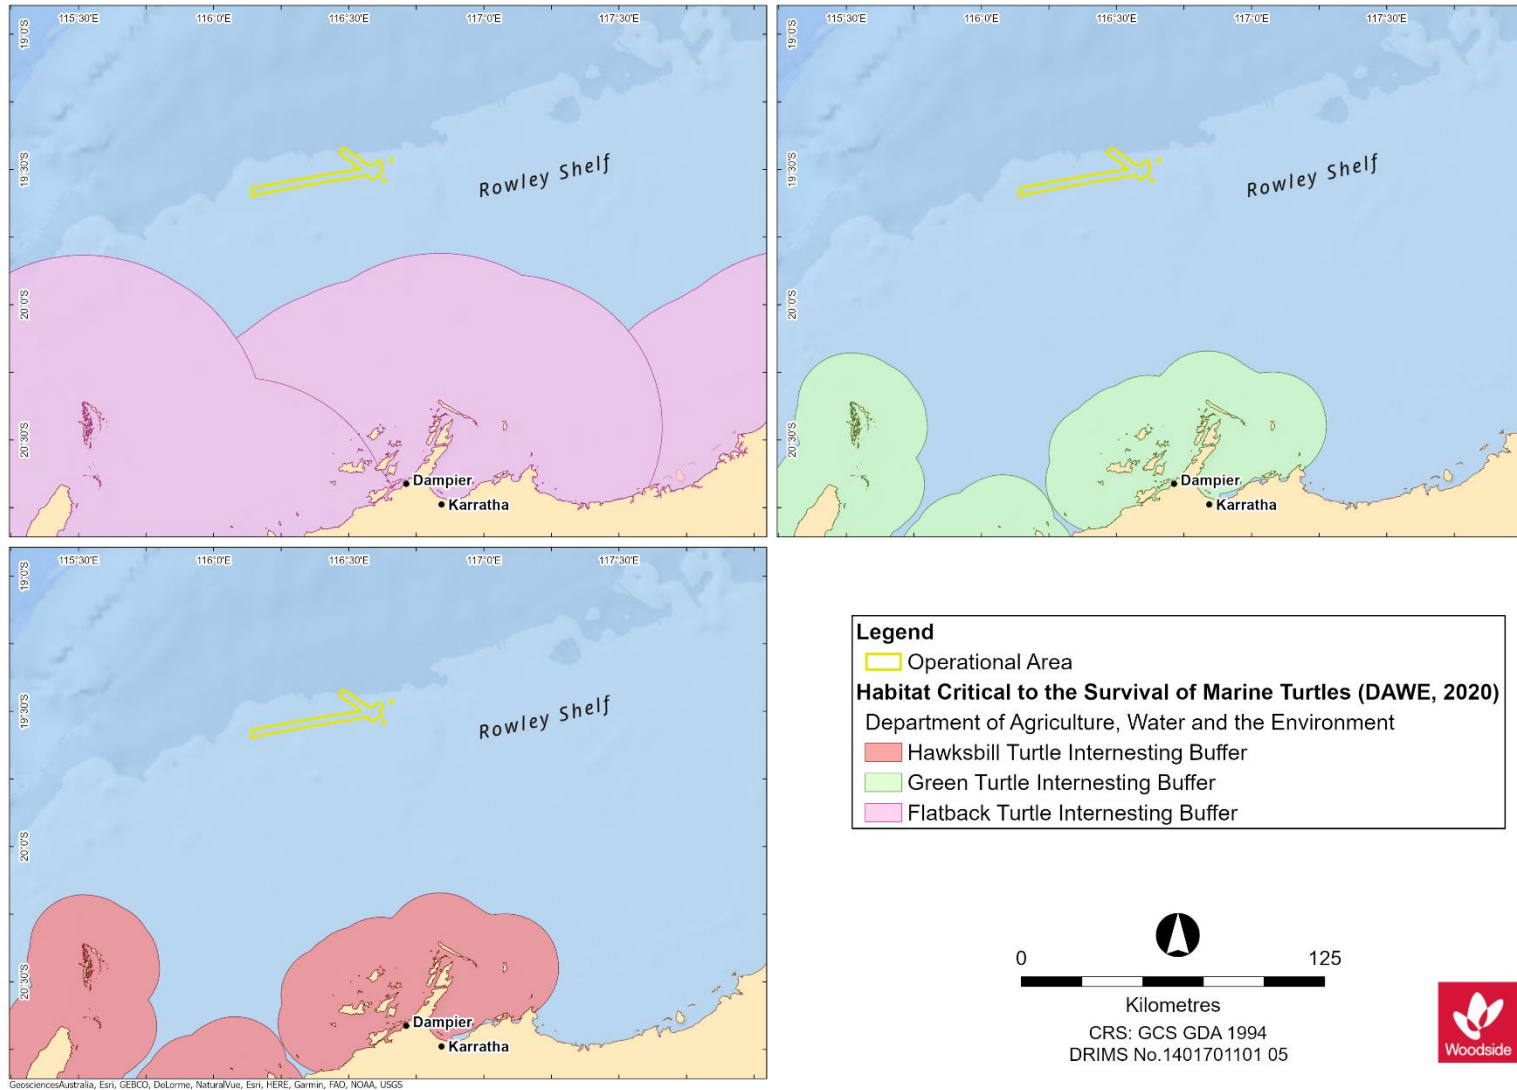 115°30'E 116°0'E 116°30'E 117°0'E 117°30'E
19°0'S
19°30'S
20°0'S
20°30'S
Rowley Shelf
Dampier
Karratha
115°30'E 116°0'E 116°30'E 117°0'E 117°30'E
19°0'S
19°30'S
20°0'S
20°30'S
Rowley Shelf
Dampier
Karratha
115°30'E 116°0'E 116°30'E 117°0'E 117°30'E
19°0'S
19°30'S
20°0'S
20°30'S
Rowley Shelf
Dampier
Karratha
GeosciencesAustralia, Esri, GEBCO, DeLorme, NaturalVue, Esri, HERE, Garmin, FAO, NOAA, USGS
Legend
Operational Area
Habitat Critical to the Survival of Marine Turtles (DAWE, 2020)
Department of Agriculture, Water and the Environment
Hawksbill Turtle Internesting Buffer
Green Turtle Internesting Buffer
Flatback Turtle Internesting Buffer
0 125
Kilometres
CRS: GCS GDA 1994
DRIMS No.1401701101 05
Woodside